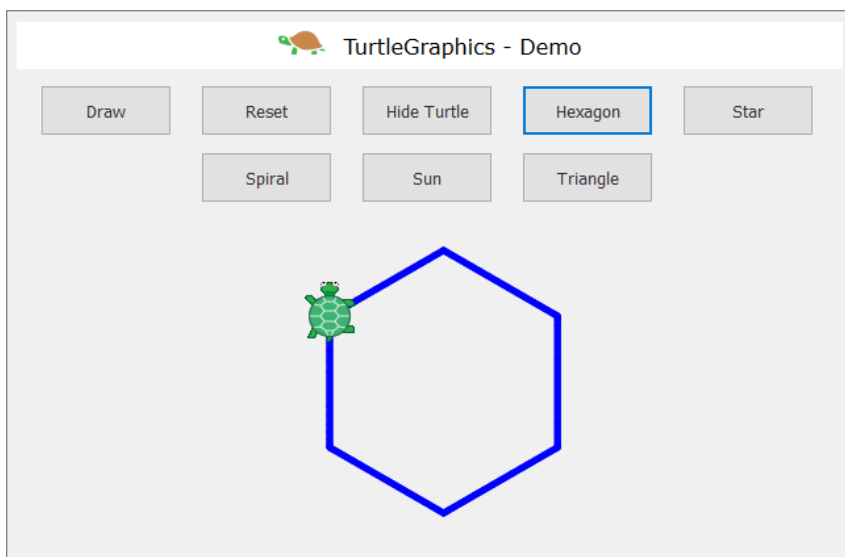 TurtleGraphics - Demo
Draw Reset Hide Turtle Hexagon Star
Spiral Sun Triangle